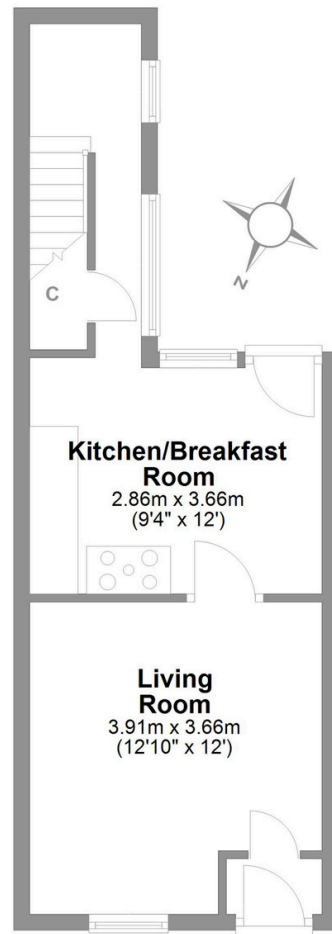 N
C
Kitchen/Breakfast
Room
2.86m x 3.66m
(9'4" x 12')
Living
Room
3.91m x 3.66m
(12'10" x 12')